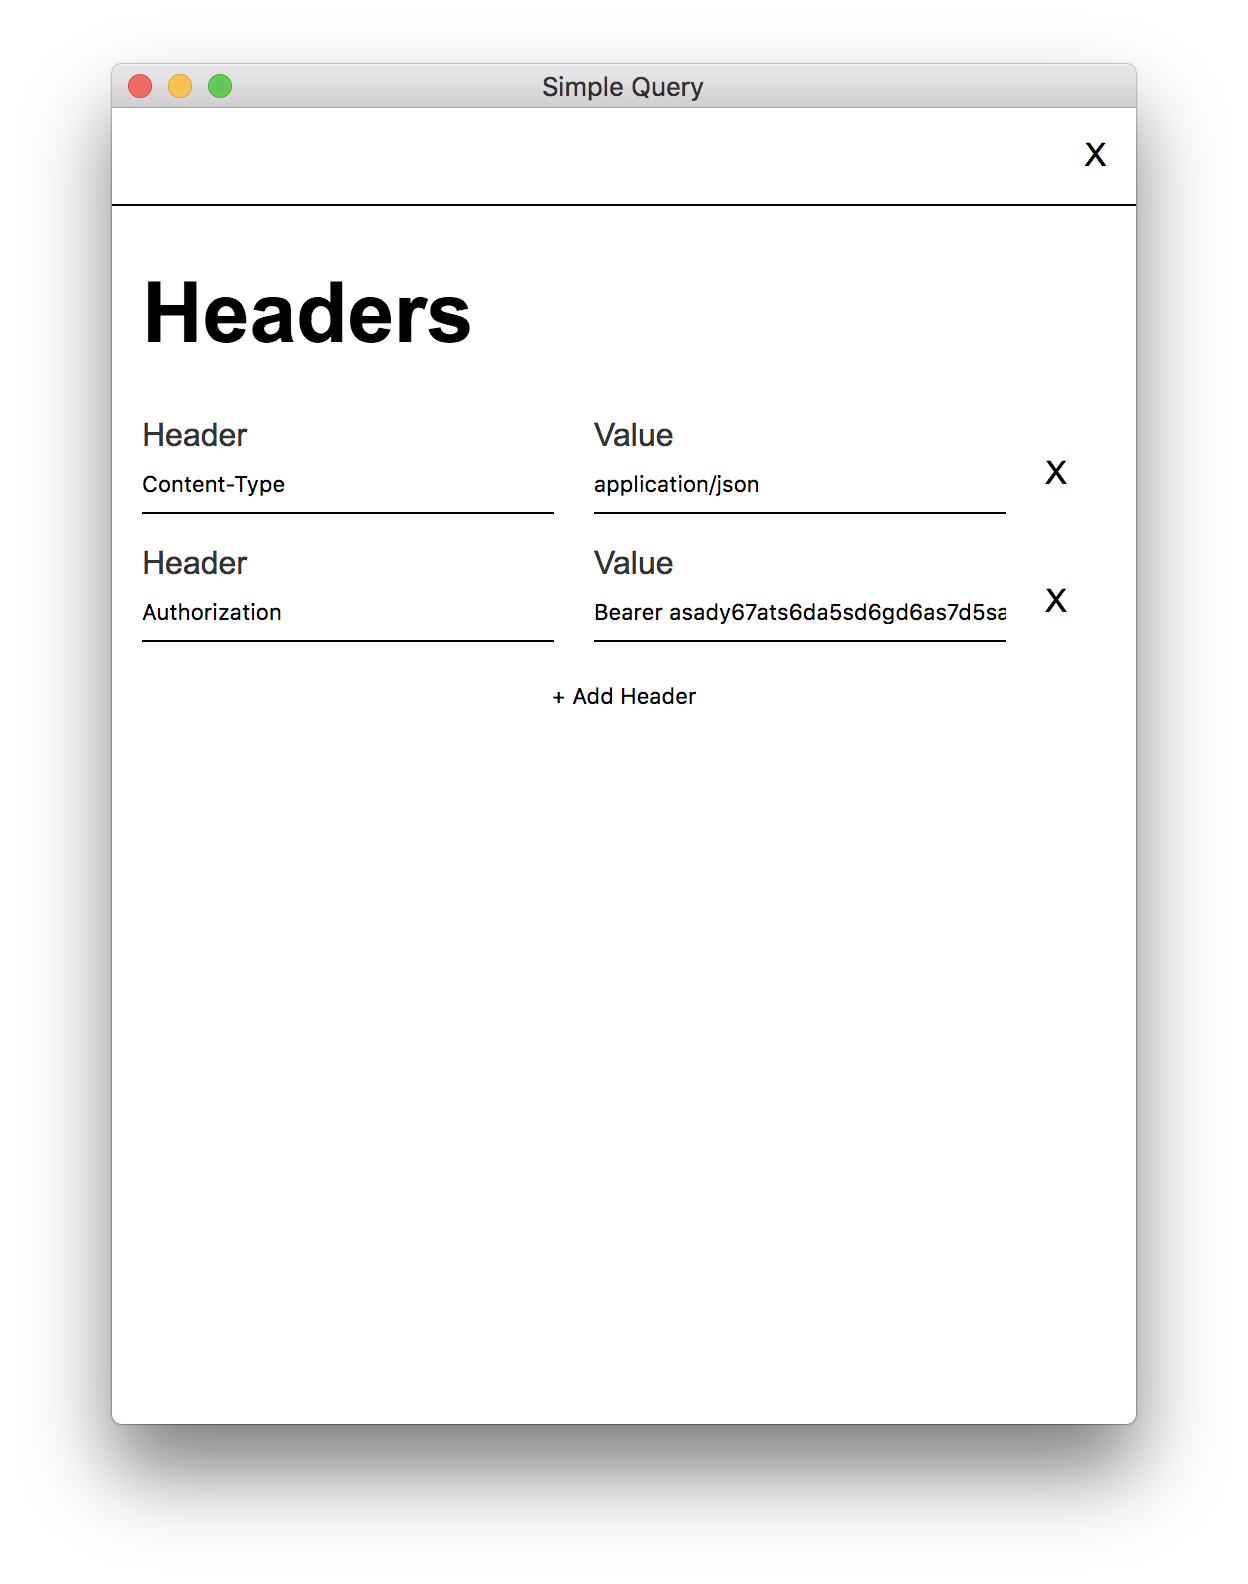 Simple Query
X
Headers
Header Value
Content-Type application/json X
Header Value
Authorization Bearer asady67ats6da5sd6gd6as7d5sa X
+ Add Header